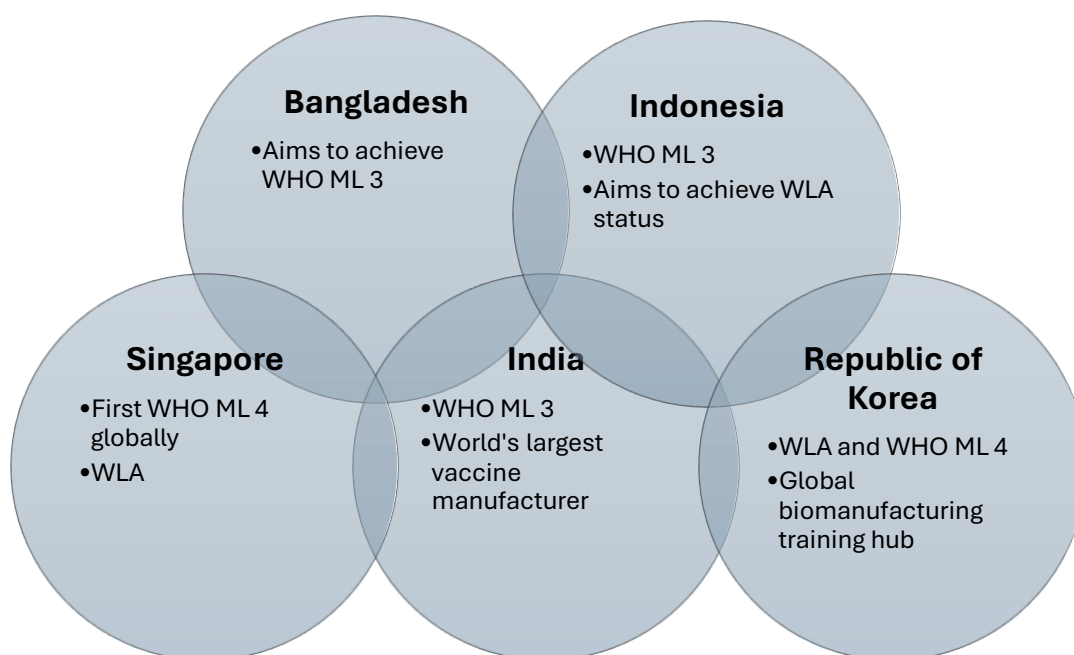 Bangladesh
•Aims to achieve
WHO ML 3
Indonesia
•WHO ML 3
•Aims to achieve WLA
status
Singapore
•First WHO ML 4
globally
•WLA
India
•WHO ML 3
•World's largest
vaccine
manufacturer
Republic of
Korea
•WLA and WHO ML 4
•Global
biomanufacturing
training hub